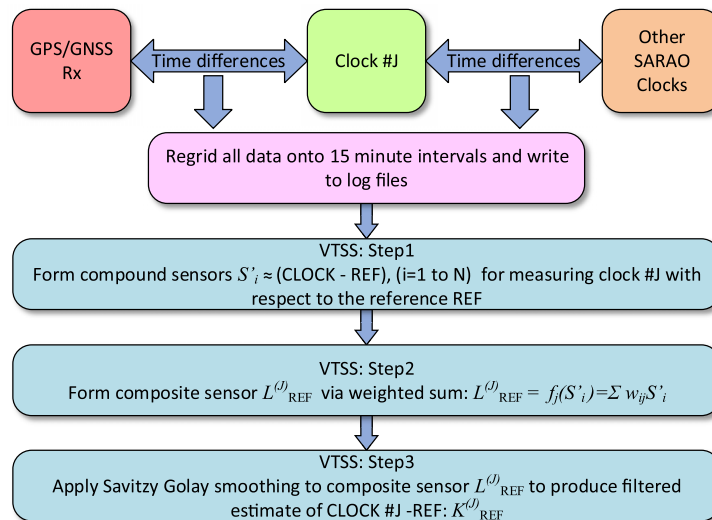 GPS/GNSS
Rx
Time differences
Clock #J
Time differences
Other
SARAO
Clocks
Regrid all data onto 15 minute intervals and write
to log files
VTSS: Step1
Form compound sensors S’i ≈ (CLOCK - REF), (i=1 to N) for measuring clock #J with
respect to the reference REF
VTSS: Step2
Form composite sensor L(J)REF via weighted sum: L(J)REF = fj(S’i)=Σ wijS’i
VTSS: Step3
Apply Savitzy Golay smoothing to composite sensor L(J)REF to produce filtered
estimate of CLOCK #J -REF: K(J)REF